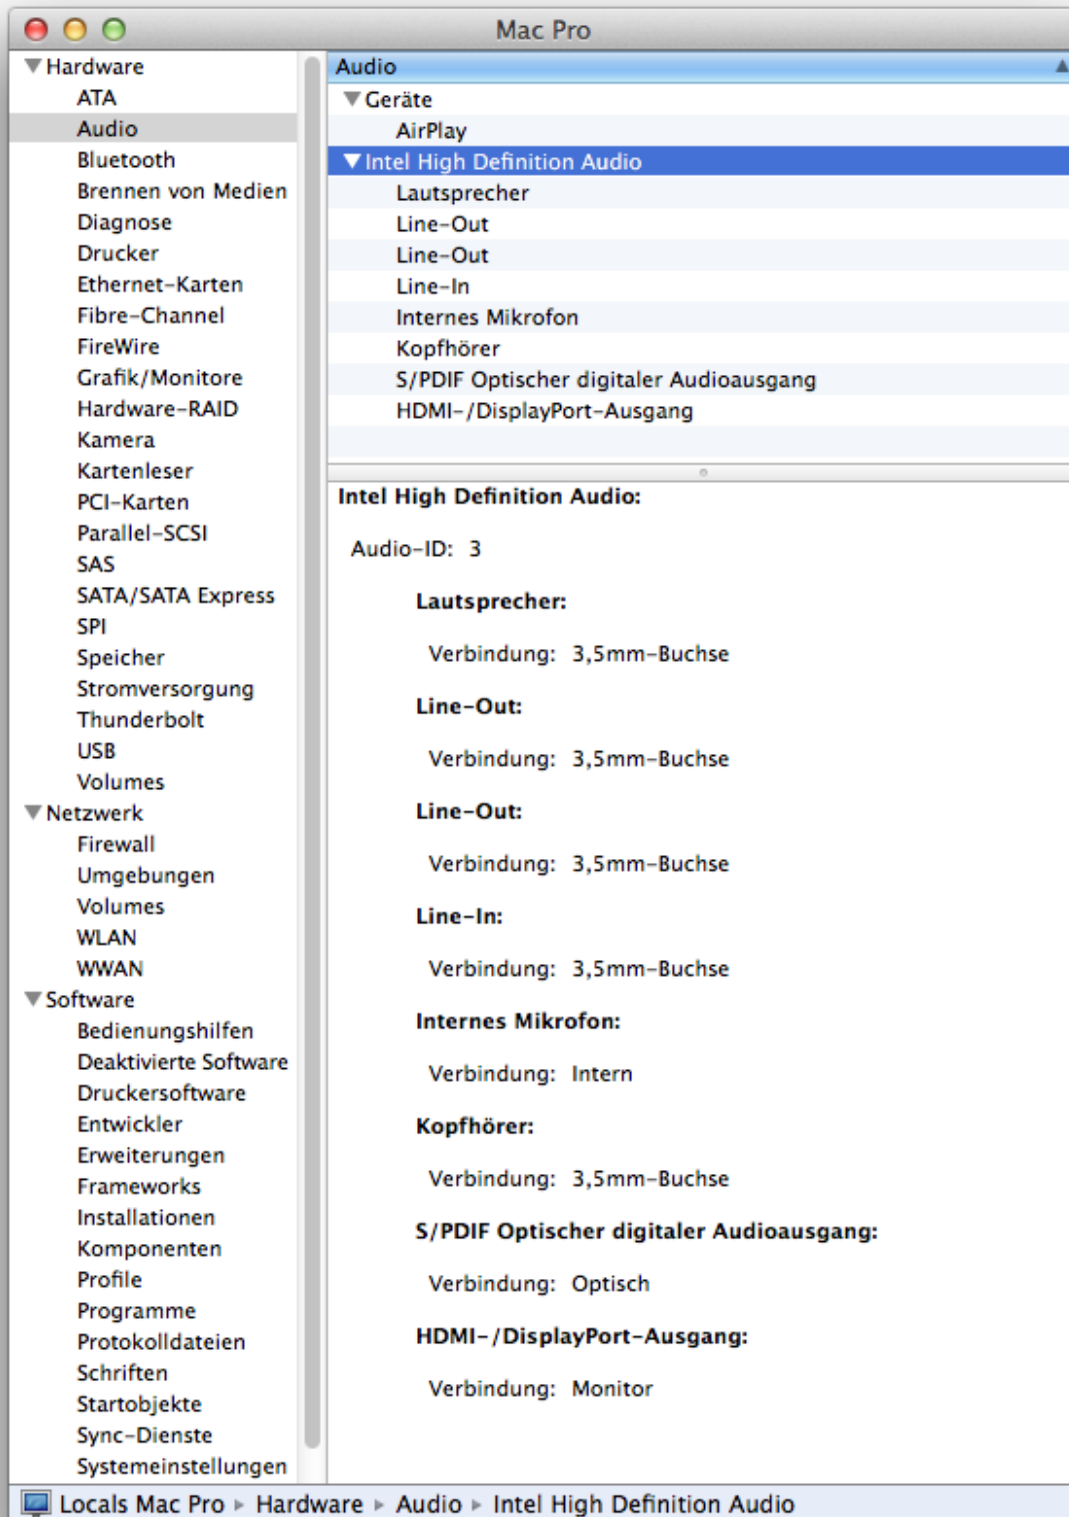 Mac Pro
Hardware
ATA
Audio
Bluetooth
Brennen von Medien
Diagnose
Drucker
Ethernet-Karten
Fibre-Channel
FireWire
Grafik/Monitore
Hardware-RAID
Kamera
Kartenleser
PCI-Karten
Parallel-SCSI
SAS
SATA/SATA Express
SPI
Speicher
Stromversorgung
Thunderbolt
USB
Volumes
Netzwerk
Firewall
Umgebungen
Volumes
WLAN
WWAN
Software
Bedienungshilfen
Deaktivierte Software
Druckersoftware
Entwickler
Erweiterungen
Frameworks
Installationen
Komponenten
Profile
Programme
Protokolldateien
Schriften
Startobjekte
Sync-Dienste
Systemeinstellungen
Audio
Geräte
AirPlay
Intel High Definition Audio
Lautsprecher
Line-Out
Line-Out
Line-In
Internes Mikrofon
Kopfhörer
S/PDIF Optischer digitaler Audioausgang
HDMI-/DisplayPort-Ausgang
Intel High Definition Audio:
Audio-ID: 3
Lautsprecher:
Verbindung: 3,5mm-Buchse
Line-Out:
Verbindung: 3,5mm-Buchse
Line-Out:
Verbindung: 3,5mm-Buchse
Line-In:
Verbindung: 3,5mm-Buchse
Internes Mikrofon:
Verbindung: Intern
Kopfhörer:
Verbindung: 3,5mm-Buchse
S/PDIF Optischer digitaler Audioausgang:
Verbindung: Optisch
HDMI-/DisplayPort-Ausgang:
Verbindung: Monitor
Locals Mac Pro ▸ Hardware ▸ Audio ▸ Intel High Definition Audio